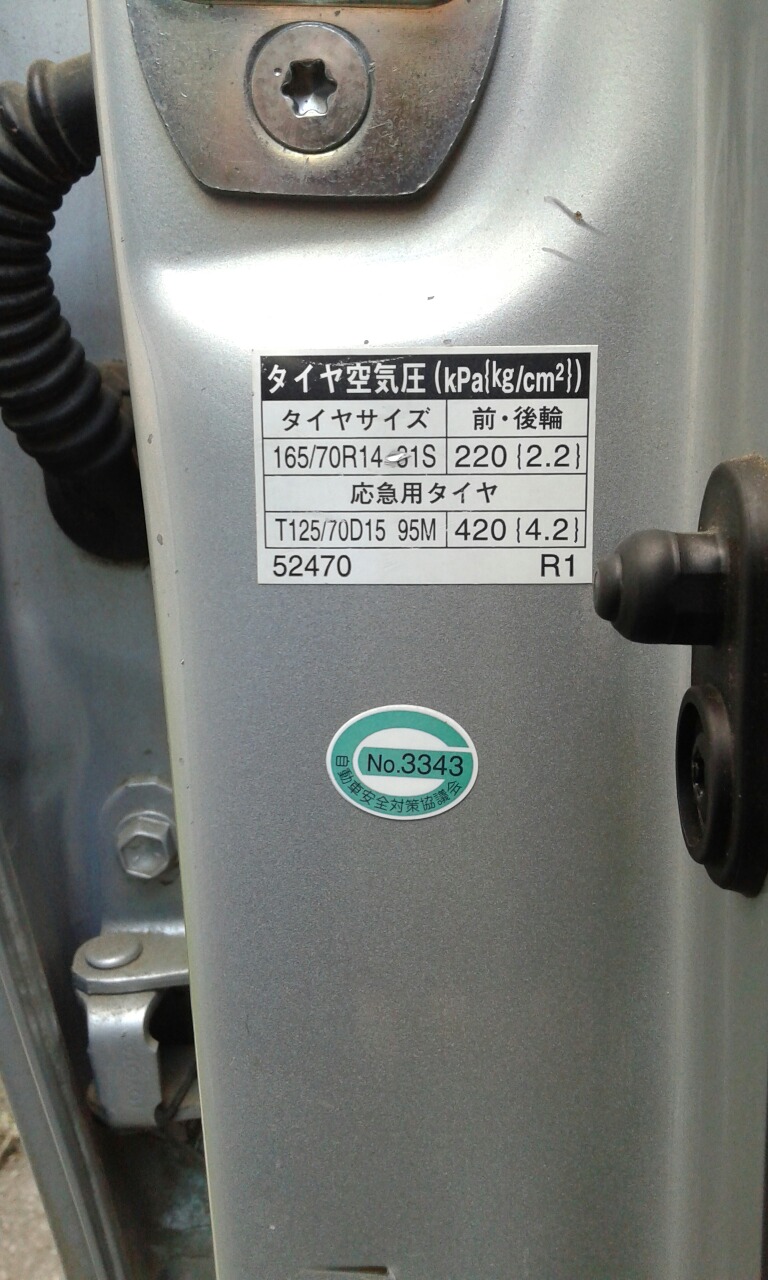 タイヤ空気圧(kPa{kg/cm²})
タイヤサイズ 前・後輪
165/70R14 81S 220{2.2}
応急用タイヤ
T125/70D15 95M 420{4.2}
52470 R1
No.3343
自動車安全対策協議会